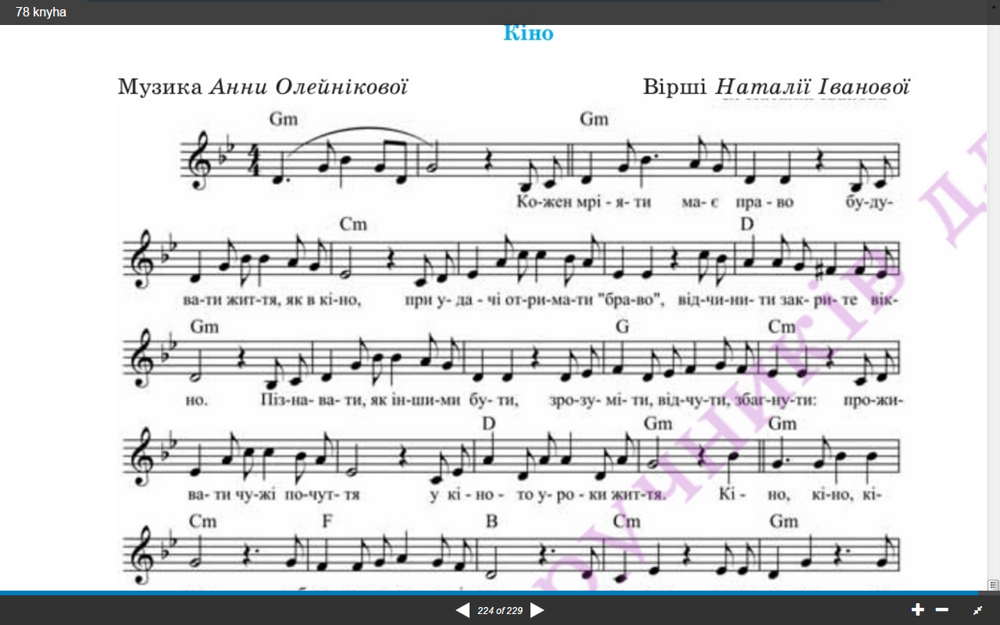 78 knyha
Кіно
Музика Анни Олейнікової Вірші Наталії Іванової
Gm Gm
Ко-жен мрі - я- ти ма- є пра - во бу-ду-
Cm D
ва-ти жит-тя, як в кі-но, при у- да - чі от-ри-ма-ти "бра-во", від-чи-ни- ти зак- ри- те вік-
Gm G Cm
но. Піз-на- ва- ти, як ін-ши-ми бу- ти, зро-зу- мі- ти, від-чу-ти, збаг-ну-ти: про-жи-
D Gm Gm
ва- ти чу-жі по-чут- тя у кі - но - то у- ро - ки жит-тя. Кі - но, кі-но, кі-
Cm F B Cm Gm
224 of 229